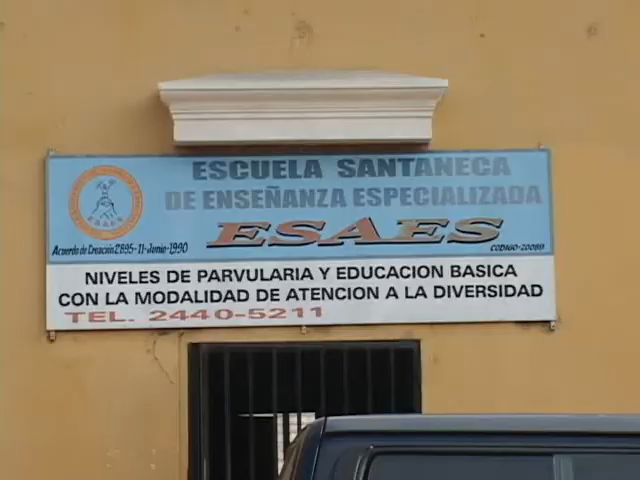 ESCUELA SANTANECA
DE ENSEÑANZA ESPECIALIZADA
ESAES
Acuerdo de Creación 2895-11-Junio-1990
CODIGO-20089
NIVELES DE PARVULARIA Y EDUCACION BASICA
CON LA MODALIDAD DE ATENCION A LA DIVERSIDAD
TEL. 2440-5211